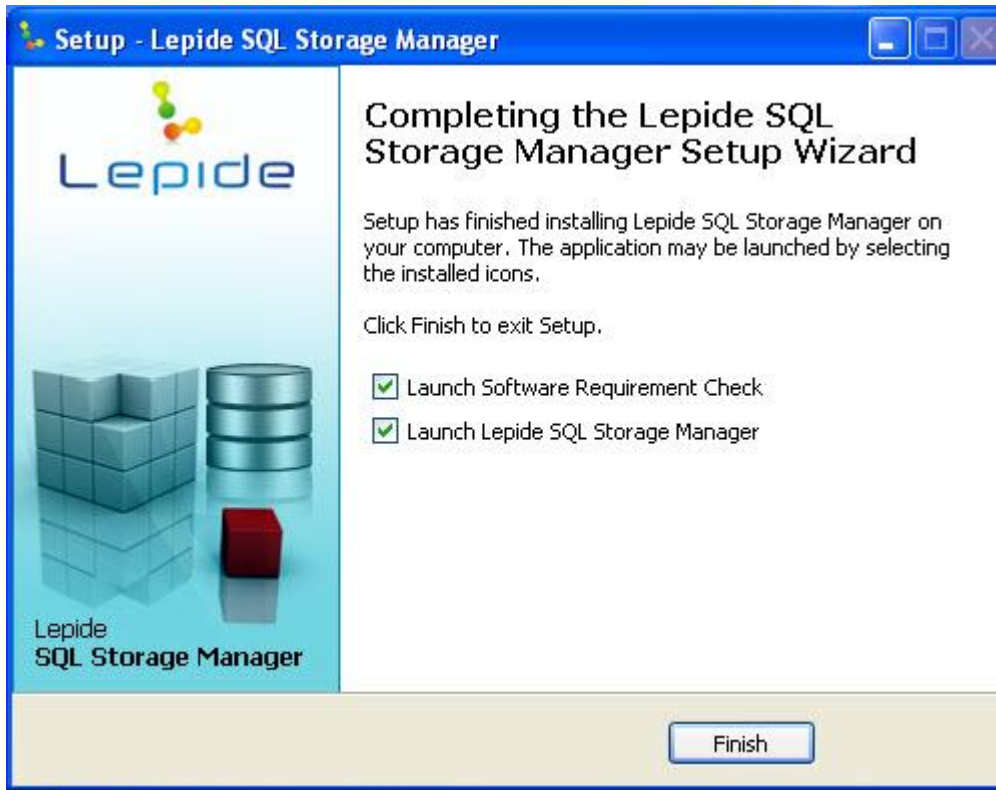 Setup - Lepide SQL Storage Manager
Lepide
Completing the Lepide SQL
Storage Manager Setup Wizard
Setup has finished installing Lepide SQL Storage Manager on
your computer. The application may be launched by selecting
the installed icons.
Click Finish to exit Setup.
Launch Software Requirement Check
Launch Lepide SQL Storage Manager
Lepide
SQL Storage Manager
Finish